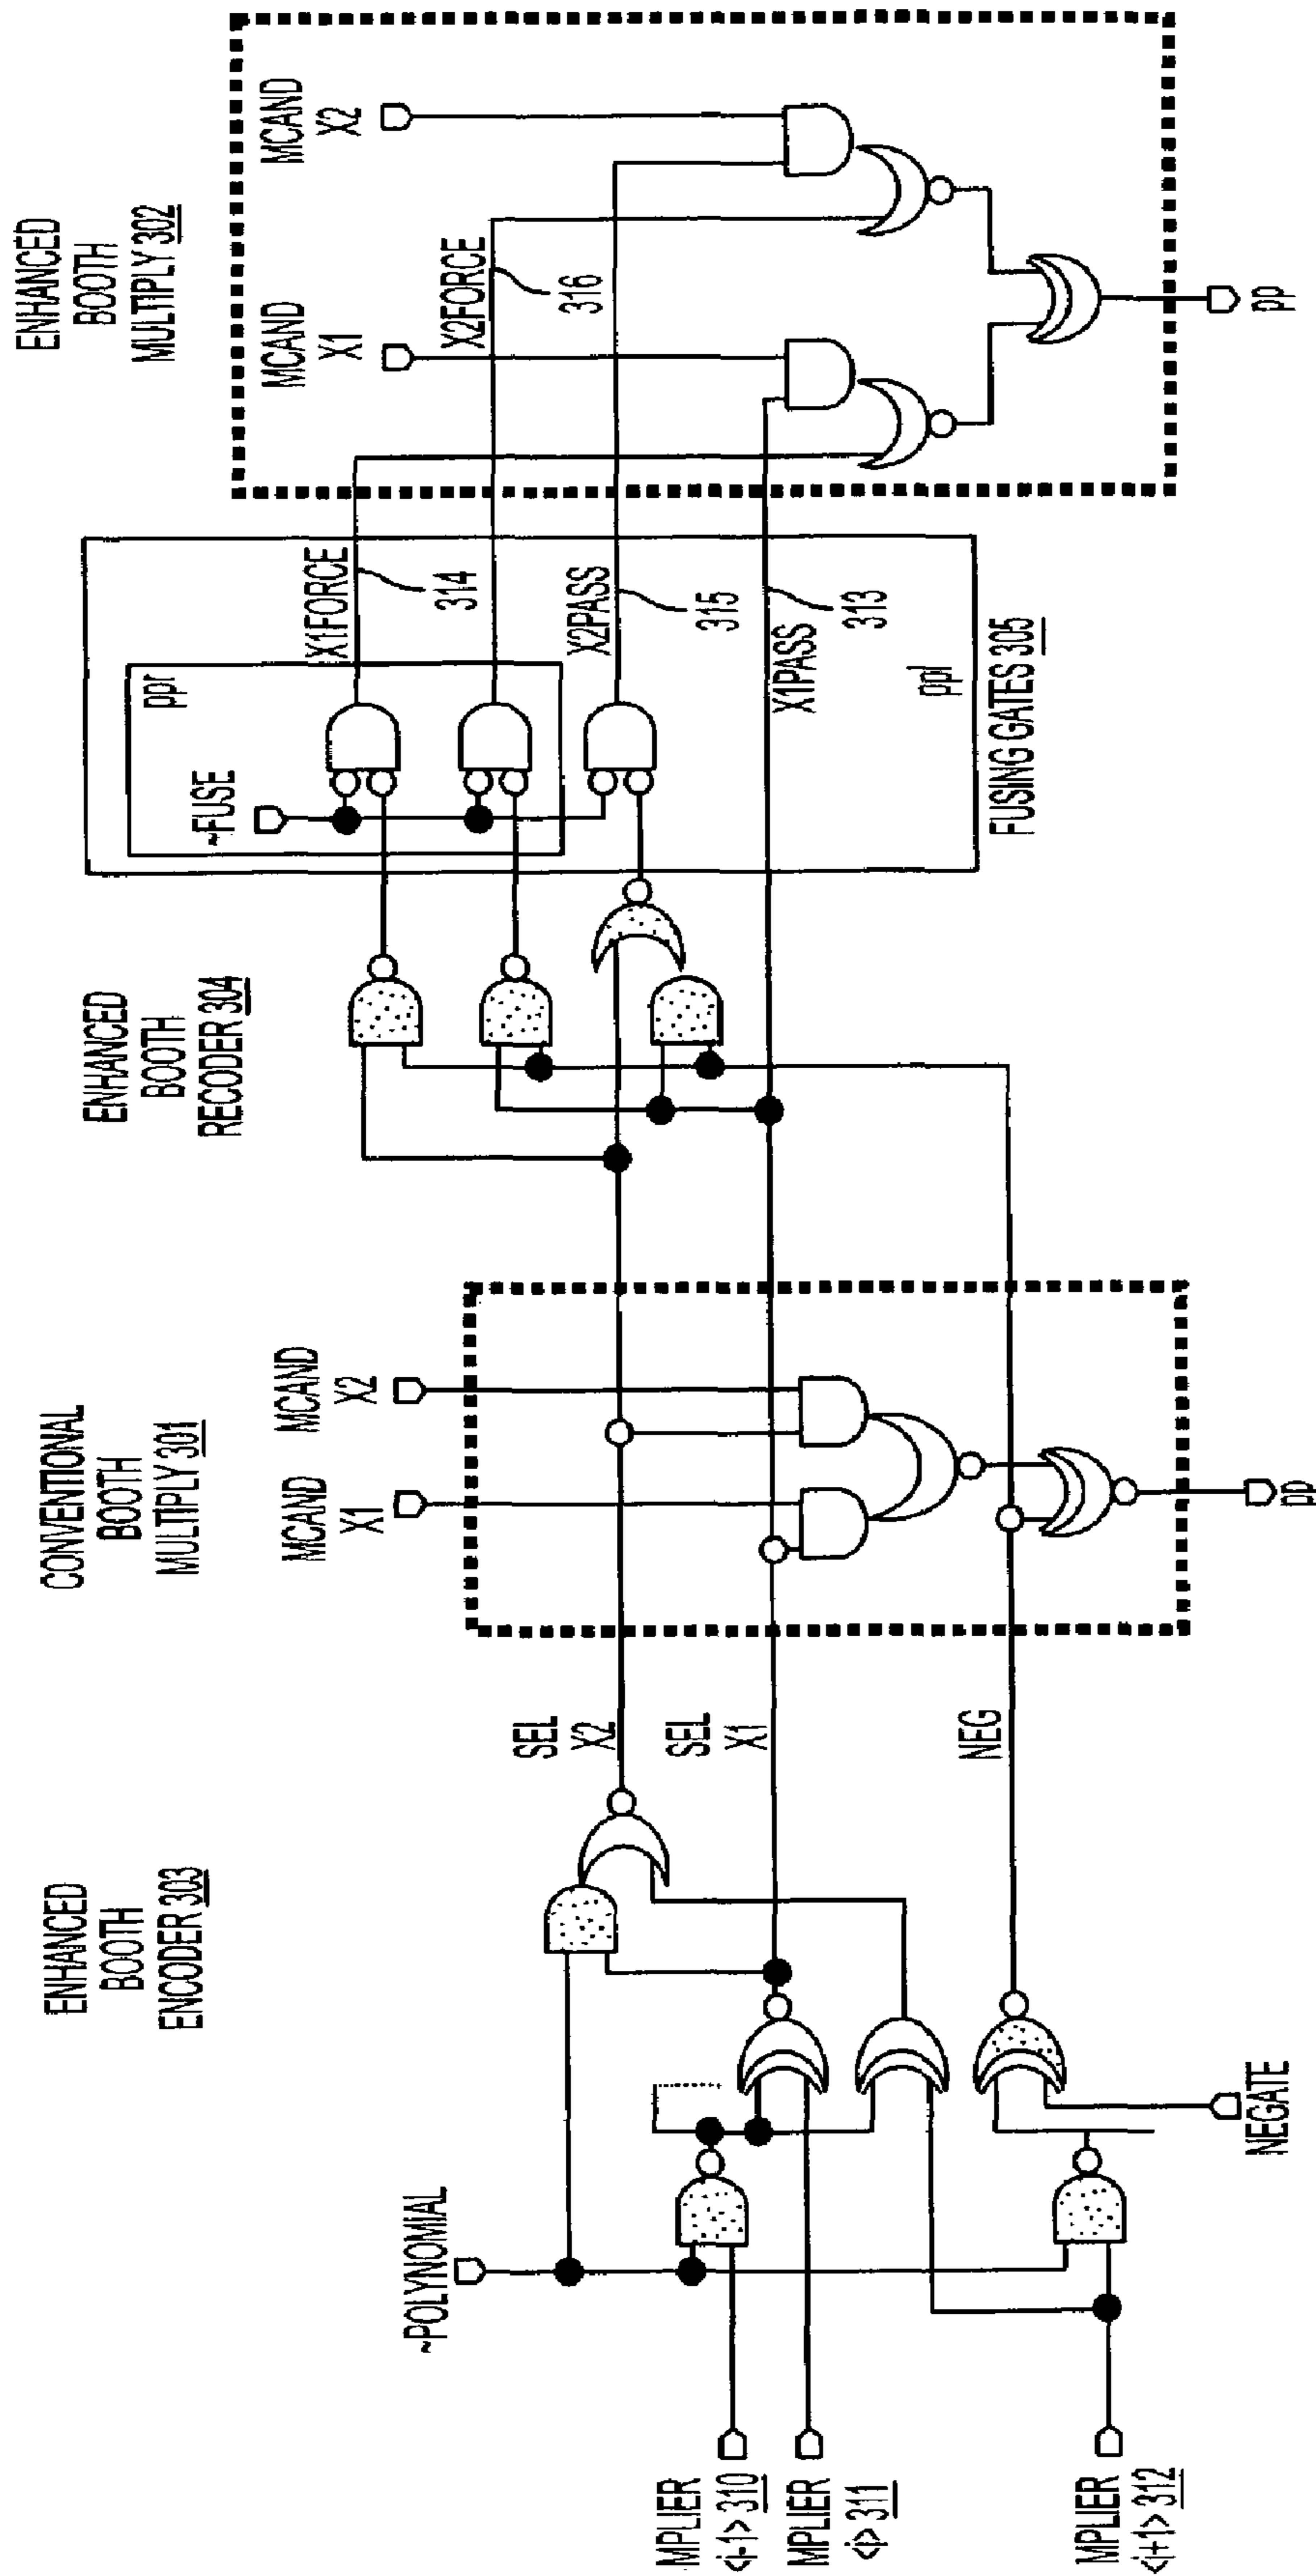 ENHANCED
BOOTH
ENCODER 303
CONVENTIONAL
BOOTH
MULTIPLY 301
ENHANCED
BOOTH
RECODER 304
ENHANCED
BOOTH
MULTIPLY 302
~POLYNOMIAL
MPLIER
<i-1> 310
MPLIER
<i> 311
MPLIER
<i+1> 312
NEGATE
SEL
X2
SEL
X1
NEG
MCAND
X1
MCAND
X2
pp
~FUSE
ppr
X1FORCE
314
X2FORCE
316
X2PASS
315
X1PASS
313
ppl
FUSING GATES 305
MCAND
X1
MCAND
X2
pp